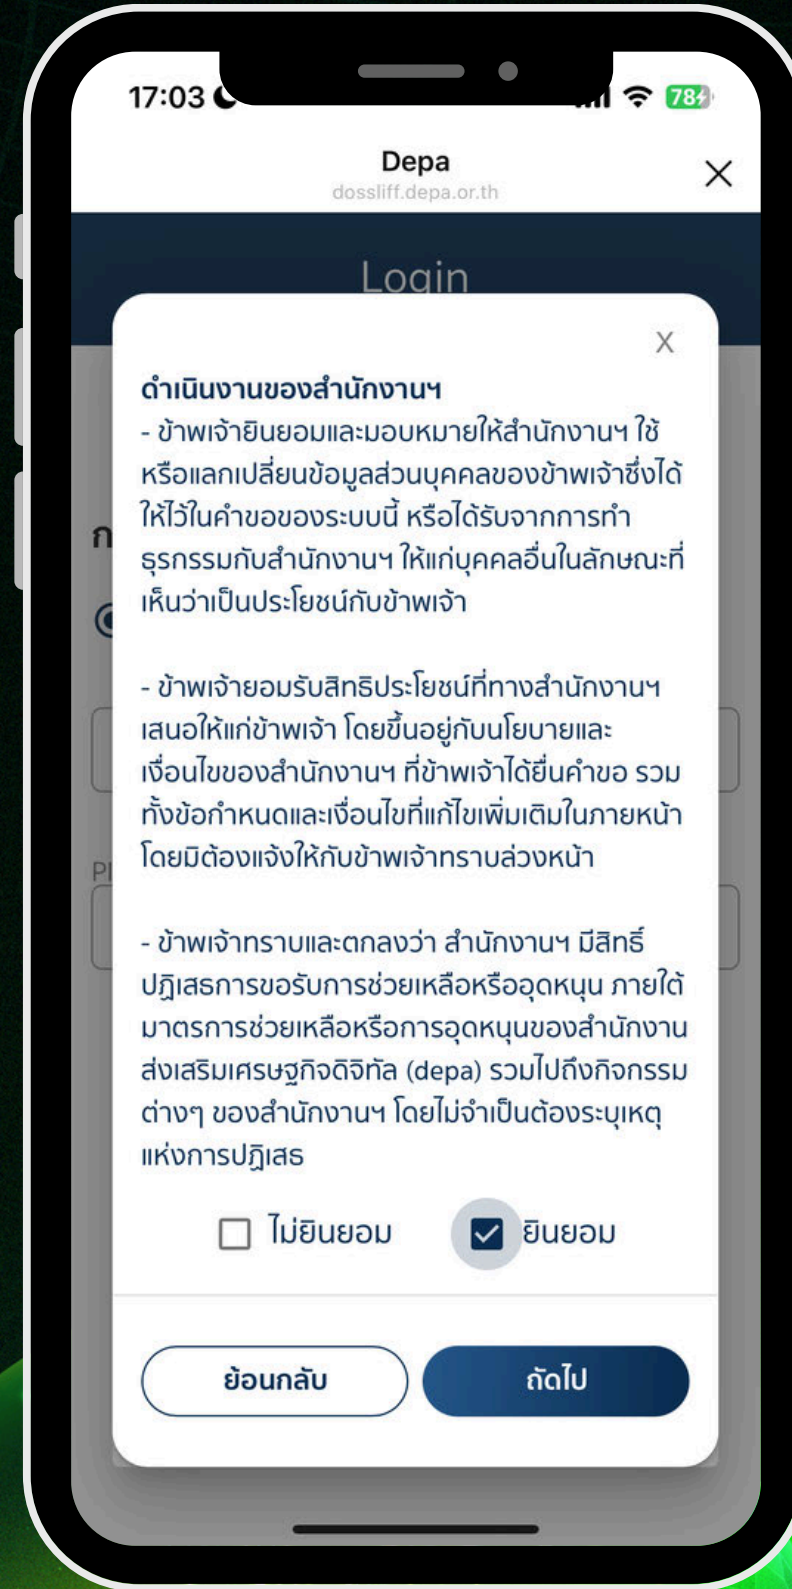 17:03
78
Depa
dossliff.depa.or.th
Login
X
ดำเนินงานของสำนักงานฯ
- ข้าพเจ้ายินยอมและมอบหมายให้สำนักงานฯ ใช้
หรือแลกเปลี่ยนข้อมูลส่วนบุคคลของข้าพเจ้าซึ่งได้
ให้ไว้ในคำขอของระบบนี้ หรือได้รับจากการทำ
ธุรกรรมกับสำนักงานฯ ให้แก่บุคคลอื่นในลักษณะที่
เห็นว่าเป็นประโยชน์กับข้าพเจ้า
- ข้าพเจ้ายอมรับสิทธิประโยชน์ที่ทางสำนักงานฯ
เสนอให้แก่ข้าพเจ้า โดยขึ้นอยู่กับนโยบายและ
เงื่อนไขของสำนักงานฯ ที่ข้าพเจ้าได้ยื่นคำขอ รวม
ทั้งข้อกำหนดและเงื่อนไขที่แก้ไขเพิ่มเติมในภายหน้า
โดยมิต้องแจ้งให้กับข้าพเจ้าทราบล่วงหน้า
- ข้าพเจ้าทราบและตกลงว่า สำนักงานฯ มีสิทธิ์
ปฏิเสธการขอรับการช่วยเหลือหรืออุดหนุน ภายใต้
มาตรการช่วยเหลือหรือการอุดหนุนของสำนักงาน
ส่งเสริมเศรษฐกิจดิจิทัล (depa) รวมไปถึงกิจกรรม
ต่างๆ ของสำนักงานฯ โดยไม่จำเป็นต้องระบุเหตุ
แห่งการปฏิเสธ
ไม่ยินยอม ยินยอม
ย้อนกลับ ถัดไป